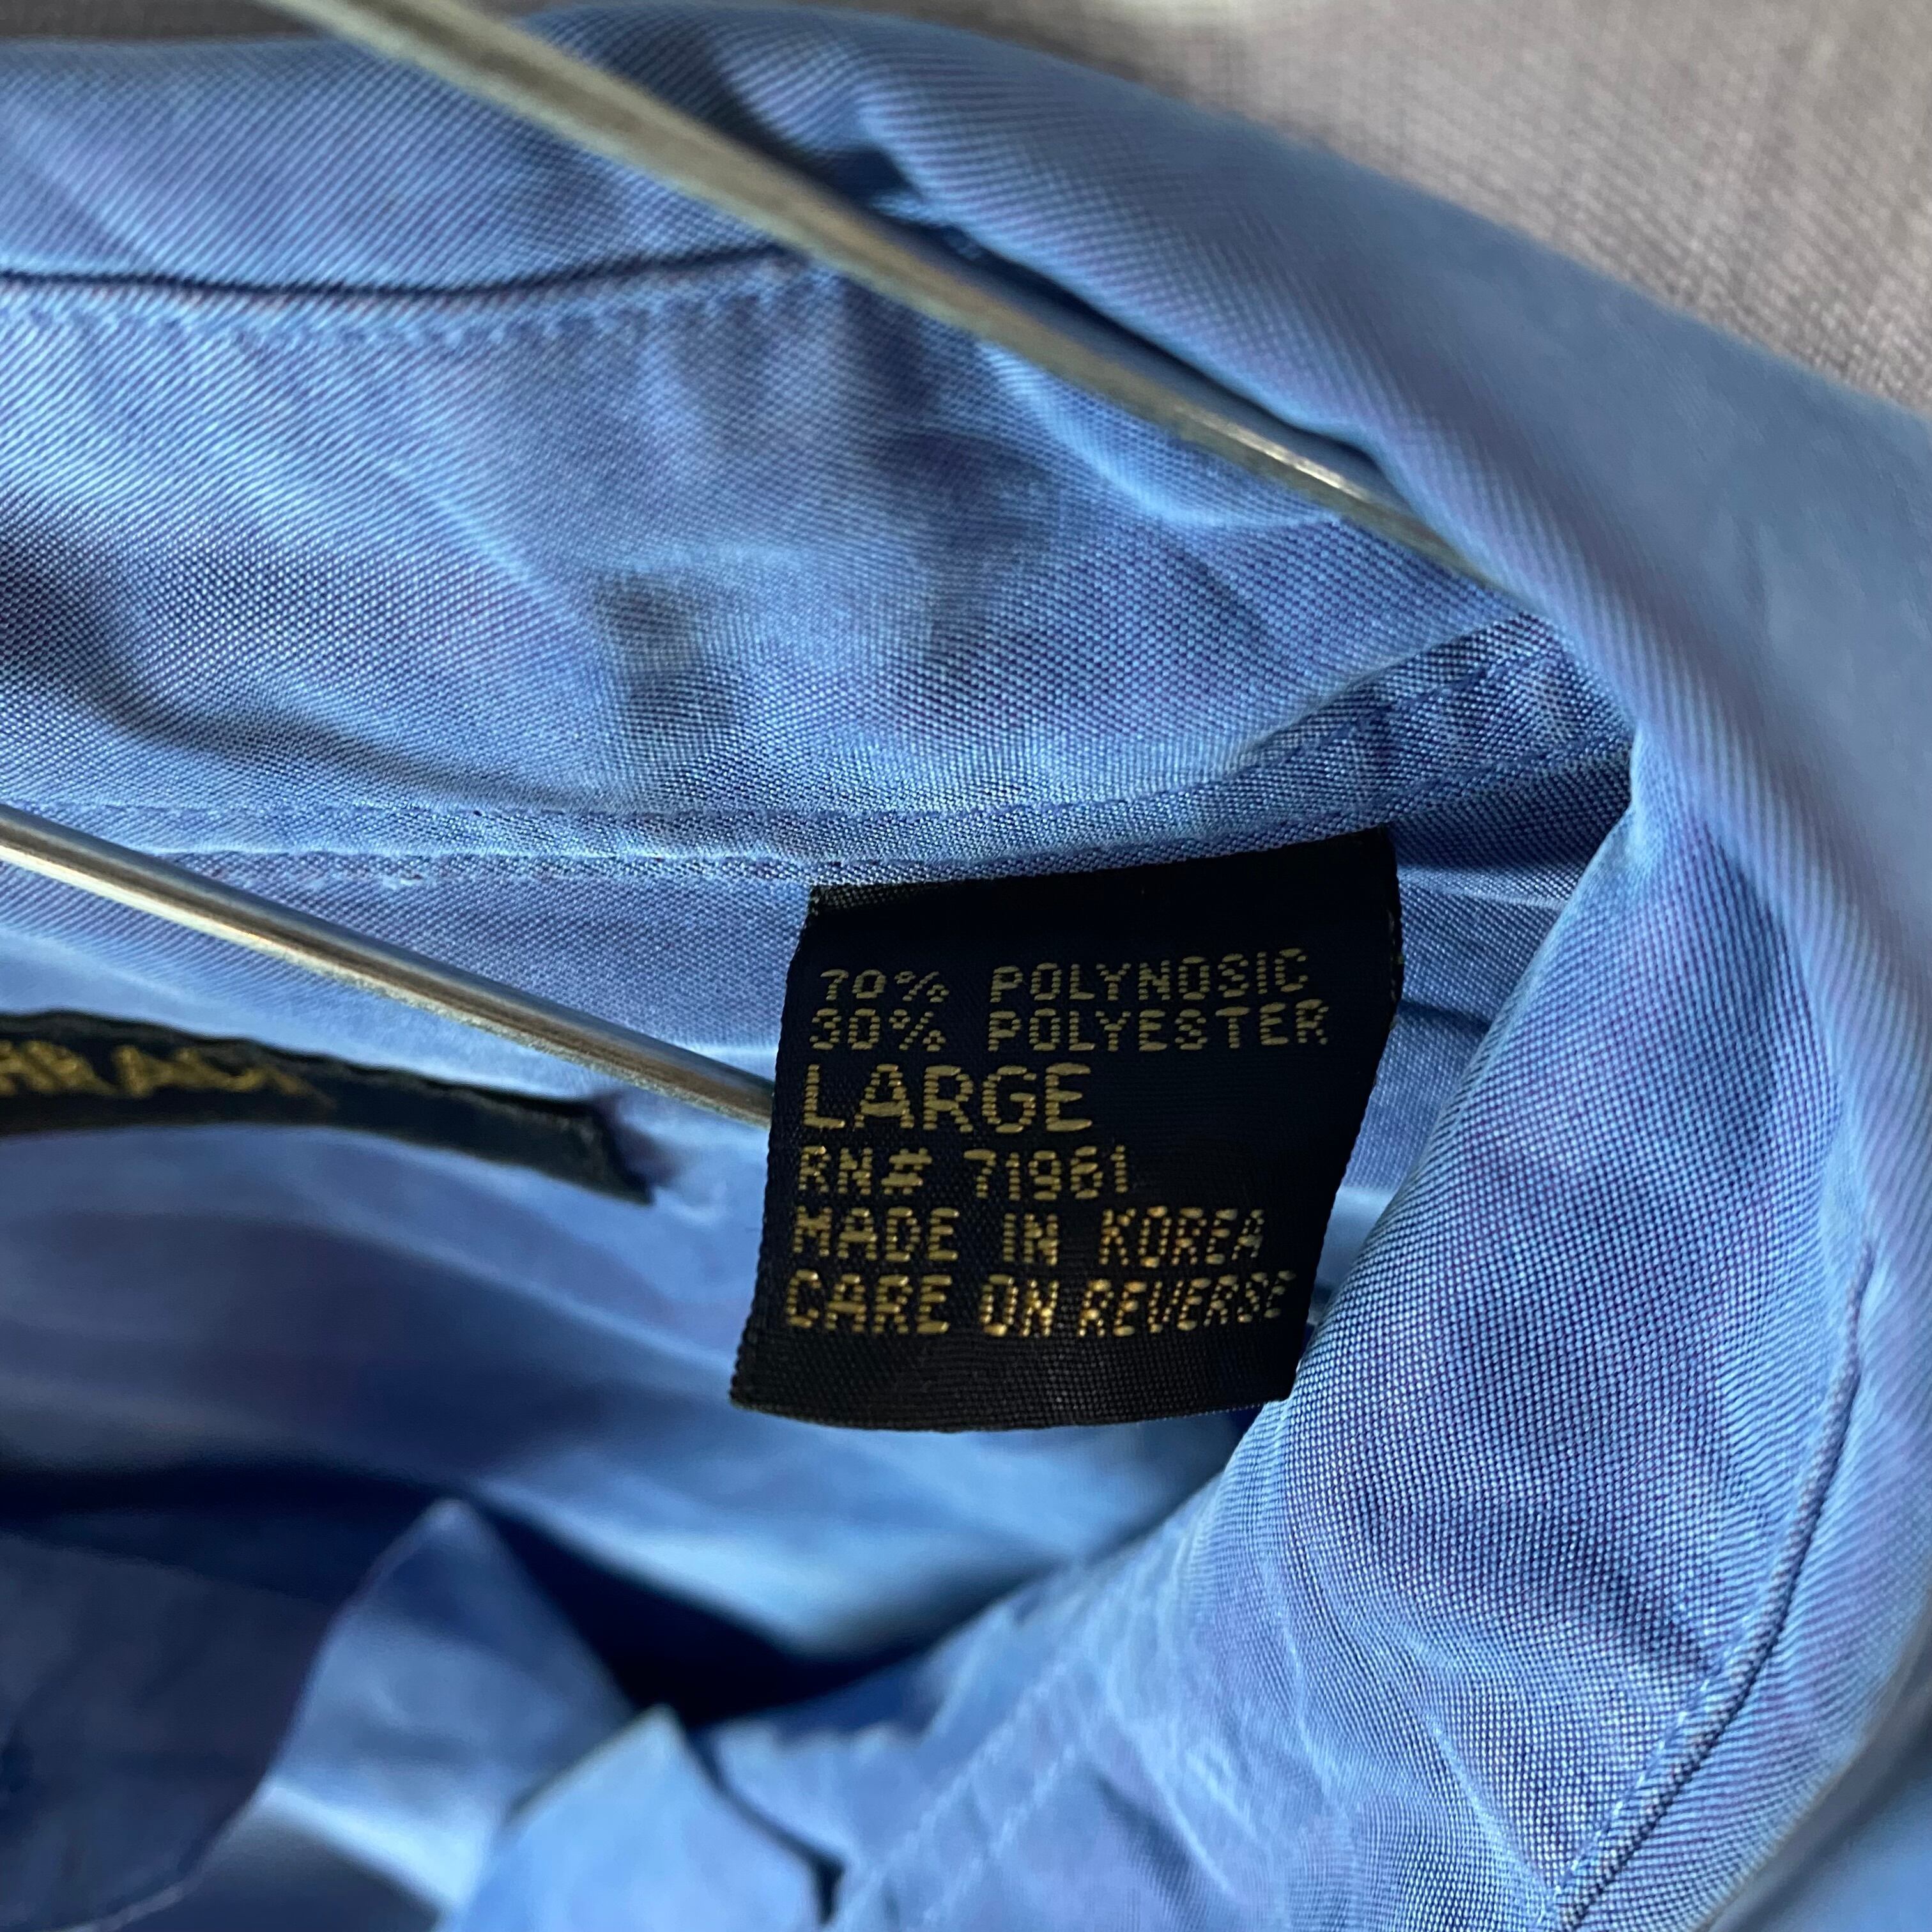 70% POLYNOSIC
30% POLYESTER
LARGE
RN# 71961
MADE IN KOREA
CARE ON REVERSE